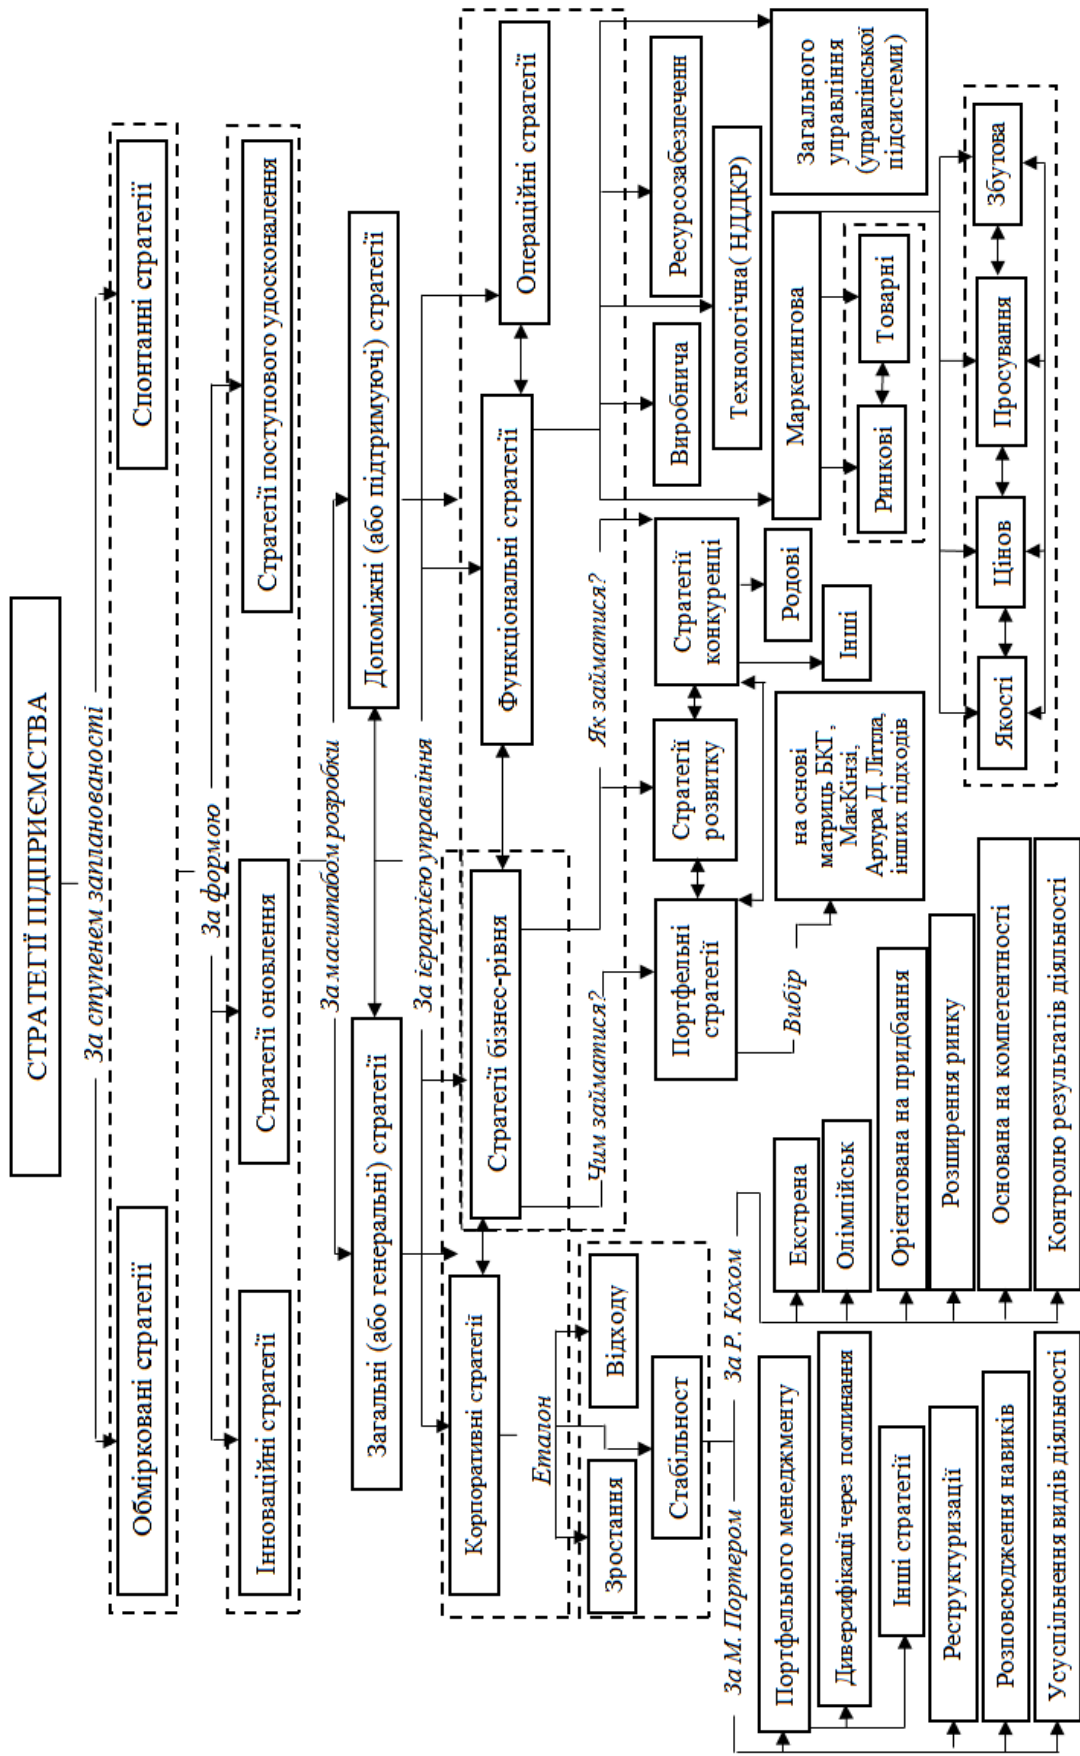 СТРАТЕГІЇ ПІДПРИЄМСТВА
За ступенем запланованості
Обмірковані стратегії
Спонтанні стратегії
За формою
Інноваційні стратегії
Стратегії оновлення
Стратегії поступового удосконалення
За масштабом розробки
Загальні (або генеральні) стратегії
Допоміжні (або підтримуючі) стратегії
За ієрархією управління
Корпоративні стратегії
Стратегії бізнес-рівня
Функціональні стратегії
Операційні стратегії
Еталон
Чим займатися?
Як займатися?
Зростання
Відходу
Стабільност
Портфельні
стратегії
Стратегії
розвитку
Стратегії
конкуренці
Виробнича
Ресурсозабезпеченн
Технологічна( НДДКР)
За М. Портером
За Р. Кохом
Вибір
Родові
Інші
на основі
матриць БКГ,
МакКінзі,
Артура Д. Літтла,
інших підходів
Маркетингова
Загального
управління
(управлінської
підсистеми)
Ринкові
Товарні
Портфельного менеджменту
Диверсифікації через поглинання
Інші стратегії
Реструктуризації
Розповсюдження навиків
Усуспільнення видів діяльності
Екстрена
Олімпійськ
Орієнтована на придбання
Розширення ринку
Основана на компетентності
Контролю результатів діяльності
Якості
Цінов
Просування
Збутова